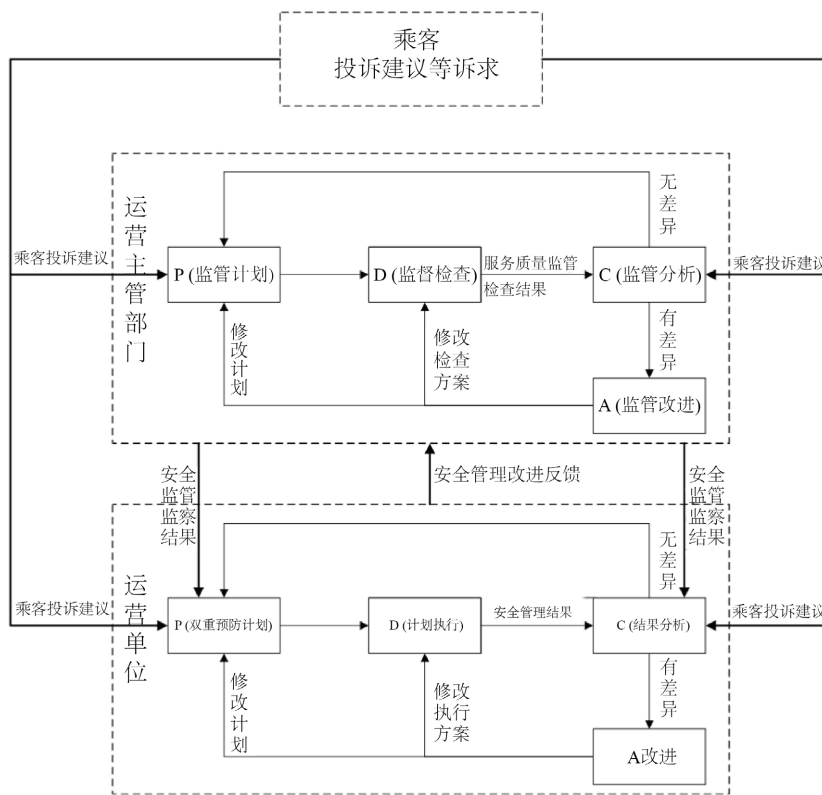 乘客
投诉建议等诉求
运营主管部门
无差异
乘客投诉建议
P (监管计划)
D (监督检查)
服务质量监管
检查结果
C (监管分析)
乘客投诉建议
修改计划
修改
检查
方案
有差异
A (监管改进)
安全
监管
监察
结果
安全管理改进反馈
安全
监管
监察
结果
运营单位
无差异
乘客投诉建议
P (双重预防计划)
D (计划执行)
安全管理结果
C (结果分析)
乘客投诉建议
修改计划
修改
执行
方案
有差异
A改进